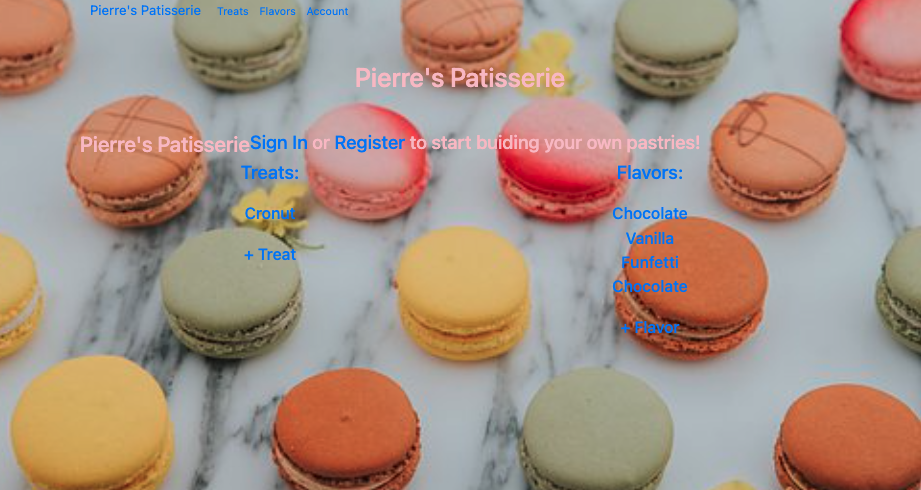 Pierre's Patisserie Treats Flavors Account
Pierre's Patisserie
Pierre's Patisserie Sign In or Register to start buiding your own pastries!
Treats:
Cronut
+ Treat
Flavors:
Chocolate
Vanilla
Funfetti
Chocolate
+ Flavor